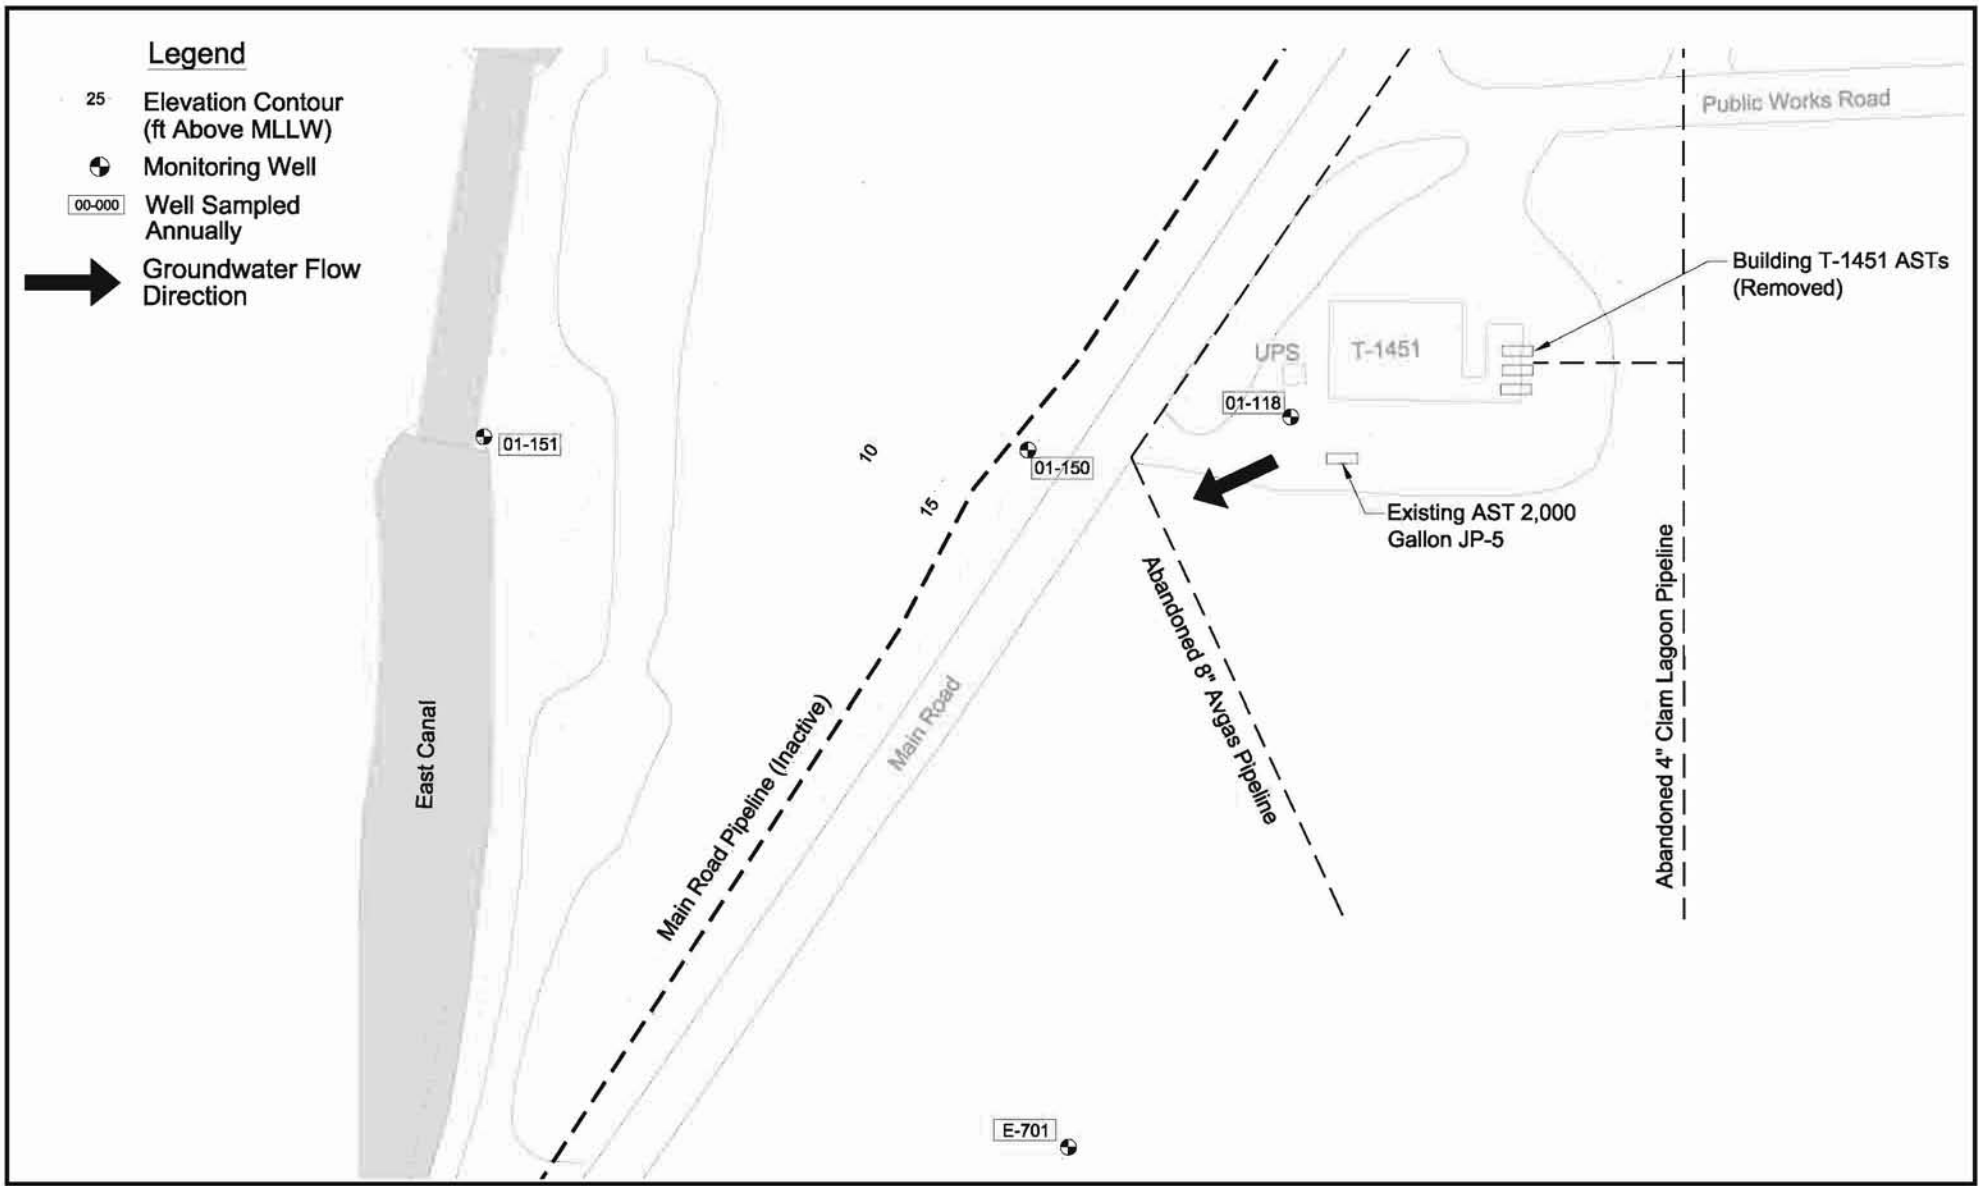 Legend
25
Elevation Contour
(ft Above MLLW)
Monitoring Well
00-000
Well Sampled
Annually
Groundwater Flow
Direction
Public Works Road
Building T-1451 ASTs
(Removed)
UPS
T-1451
01-118
01-151
10
01-150
15
Existing AST 2,000
Gallon JP-5
Abandoned 8" Avgas Pipeline
Abandoned 4" Clam Lagoon Pipeline
East Canal
Main Road Pipeline (Inactive)
Main Road
E-701